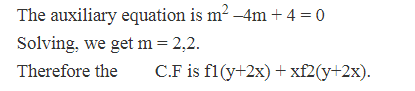 The auxiliary equation is m² –4m + 4 = 0
Solving, we get m = 2,2.
Therefore the C.F is f1(y+2x) + xf2(y+2x).